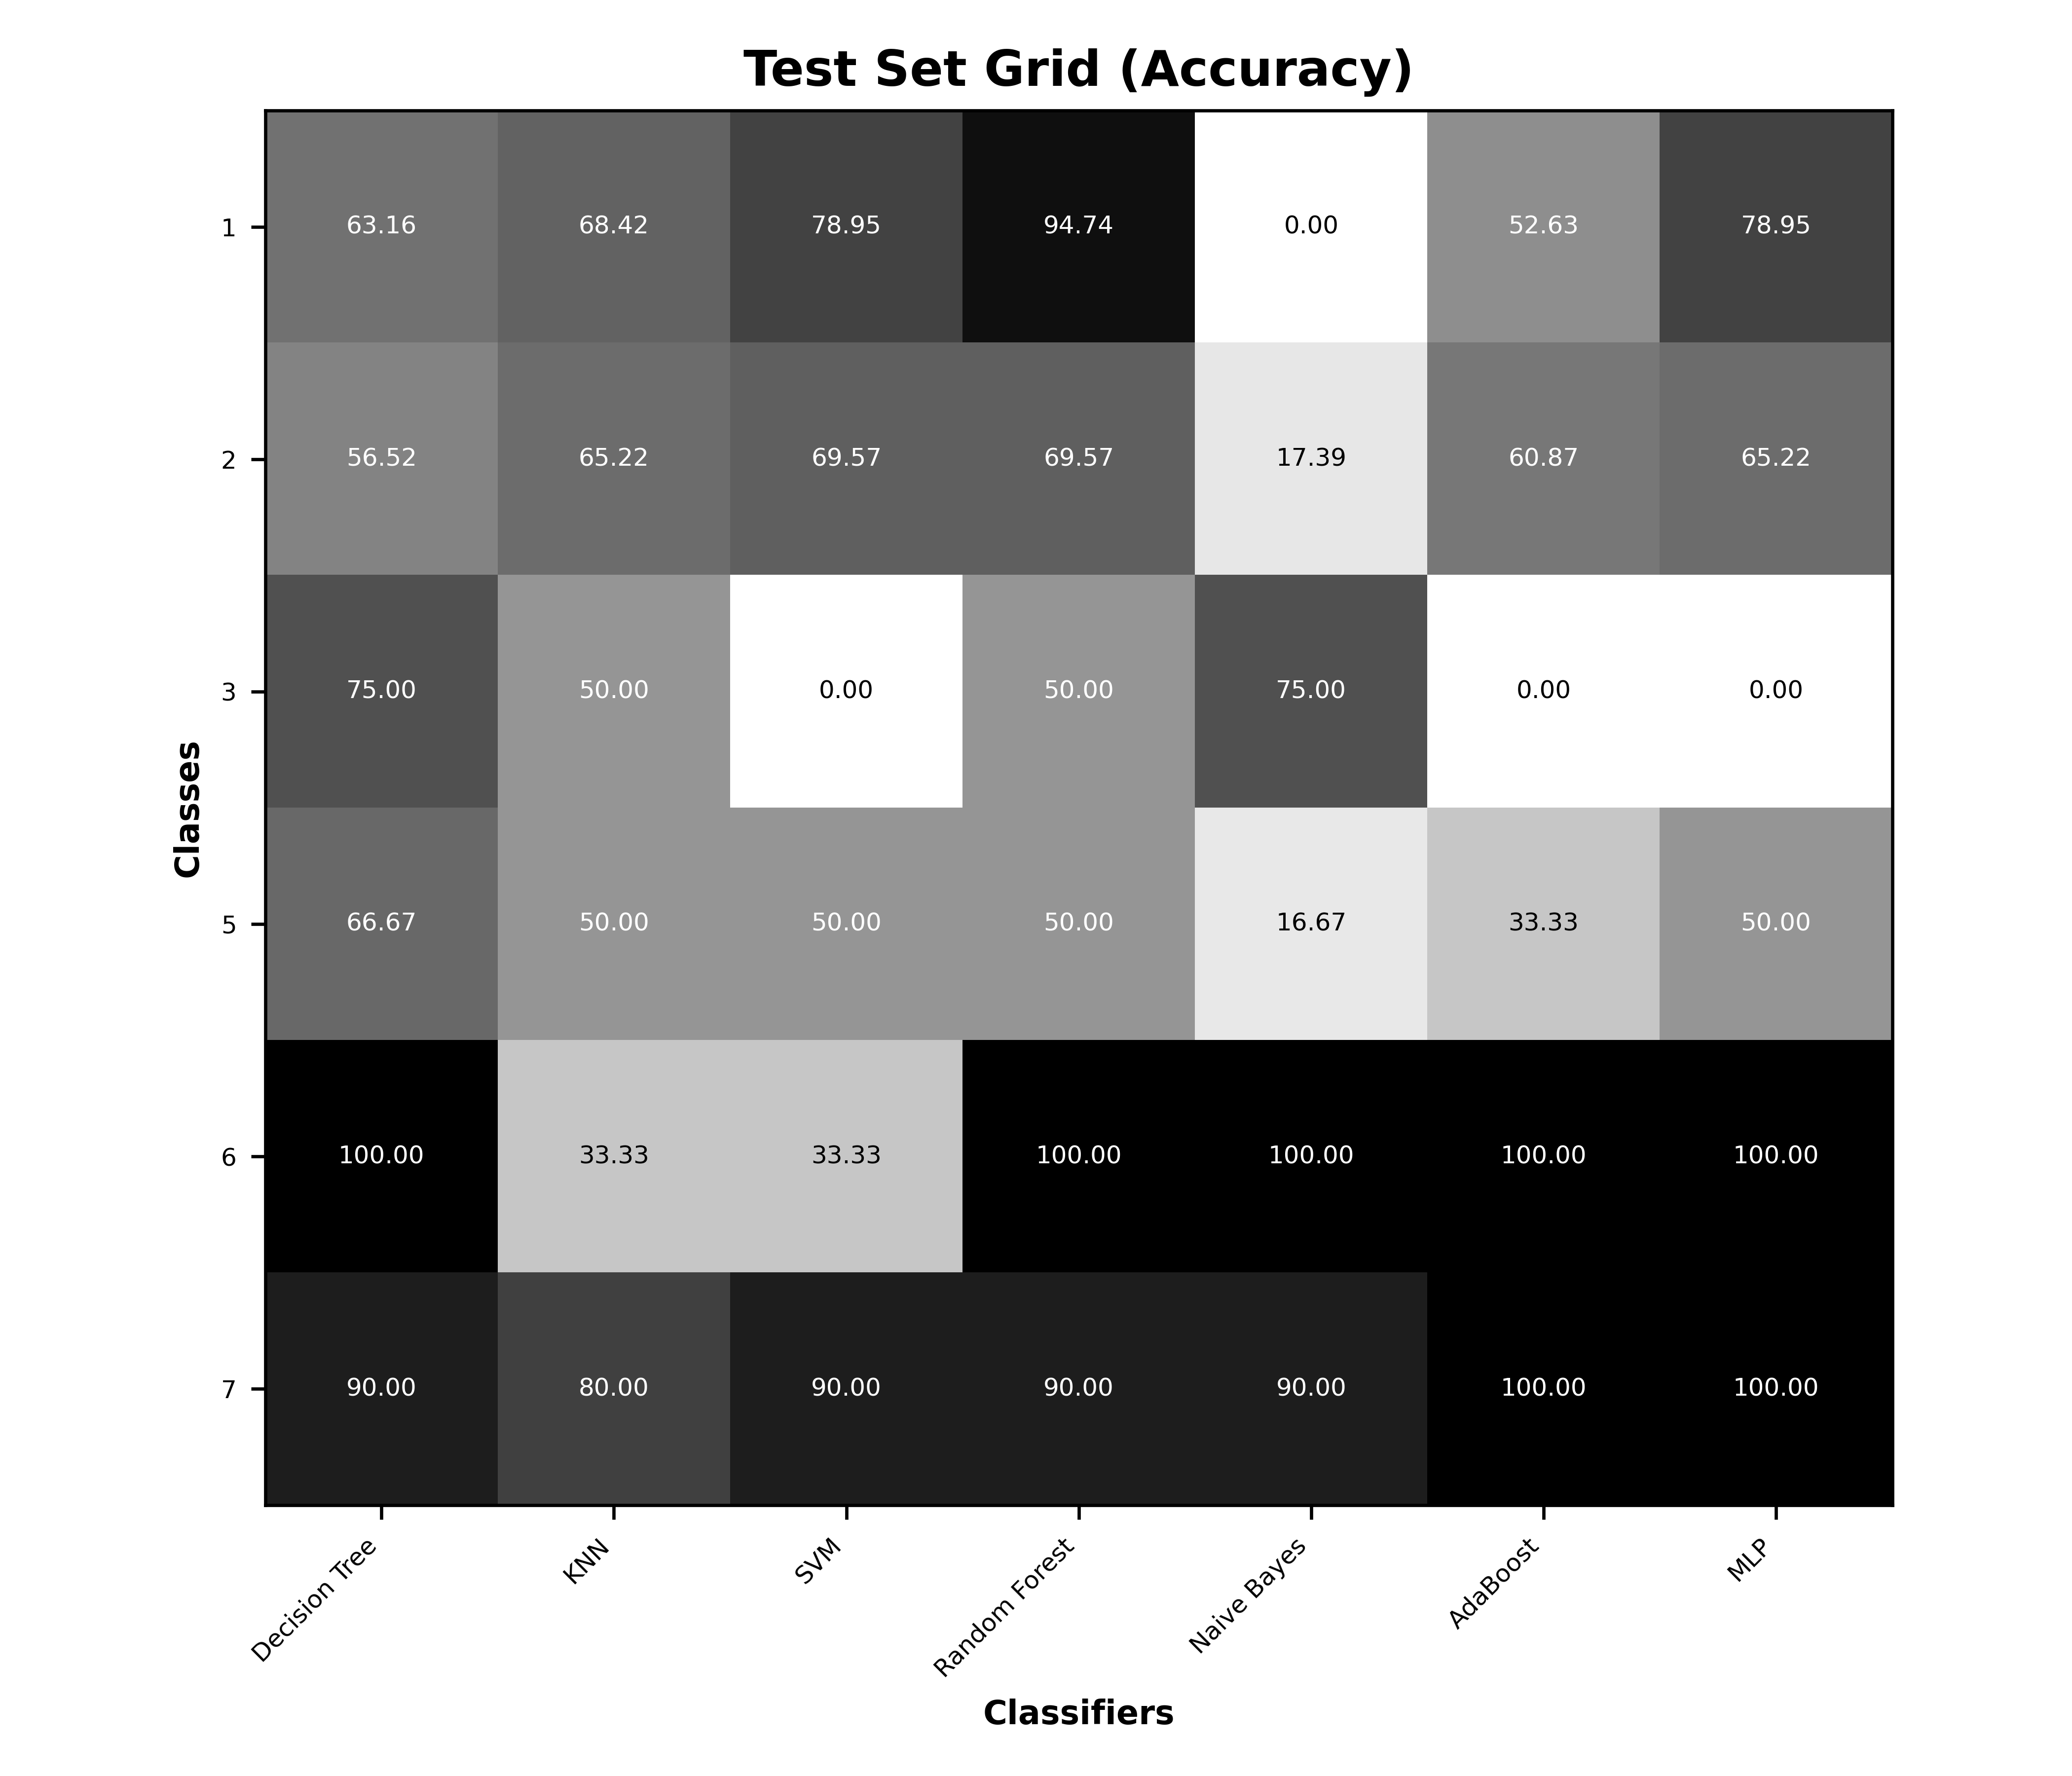 Test Set Grid (Accuracy)
1 63.16 68.42 78.95 94.74 0.00 52.63 78.95
2 56.52 65.22 69.57 69.57 17.39 60.87 65.22
3 75.00 50.00 0.00 50.00 75.00 0.00 0.00
5 66.67 50.00 50.00 50.00 16.67 33.33 50.00
6 100.00 33.33 33.33 100.00 100.00 100.00 100.00
7 90.00 80.00 90.00 90.00 90.00 100.00 100.00
Classes
Decision Tree
KNN
SVM
Random Forest
Naive Bayes
AdaBoost
MLP
Classifiers